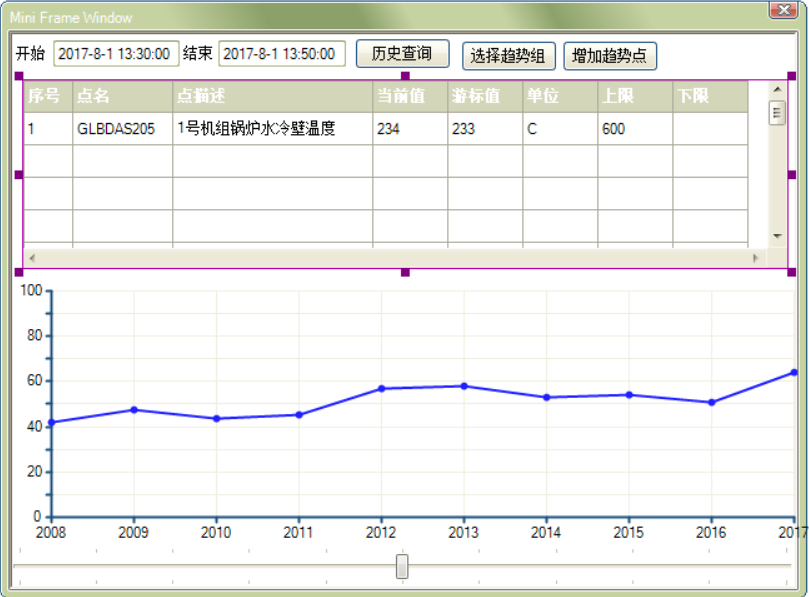 Mini Frame Window
开始 2017-8-1 13:30:00 结束 2017-8-1 13:50:00 历史查询 选择趋势组 增加趋势点
序号 点名 点描述 当前值 游标值 单位 上限 下限
1 GLBDAS205 1号机组锅炉水冷壁温度 234 233 C 600
100
80
60
40
20
0
2008 2009 2010 2011 2012 2013 2014 2015 2016 2017